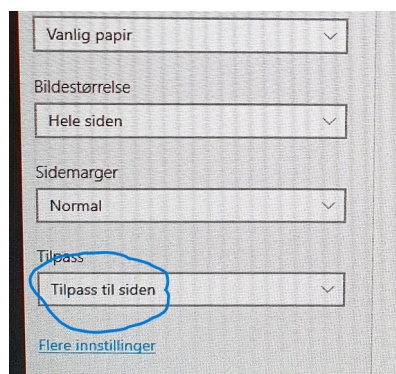 Vanlig papir
Bildestørrelse
Hele siden
Sidemarger
Normal
Tilpass
Tilpass til siden
Flere innstillinger